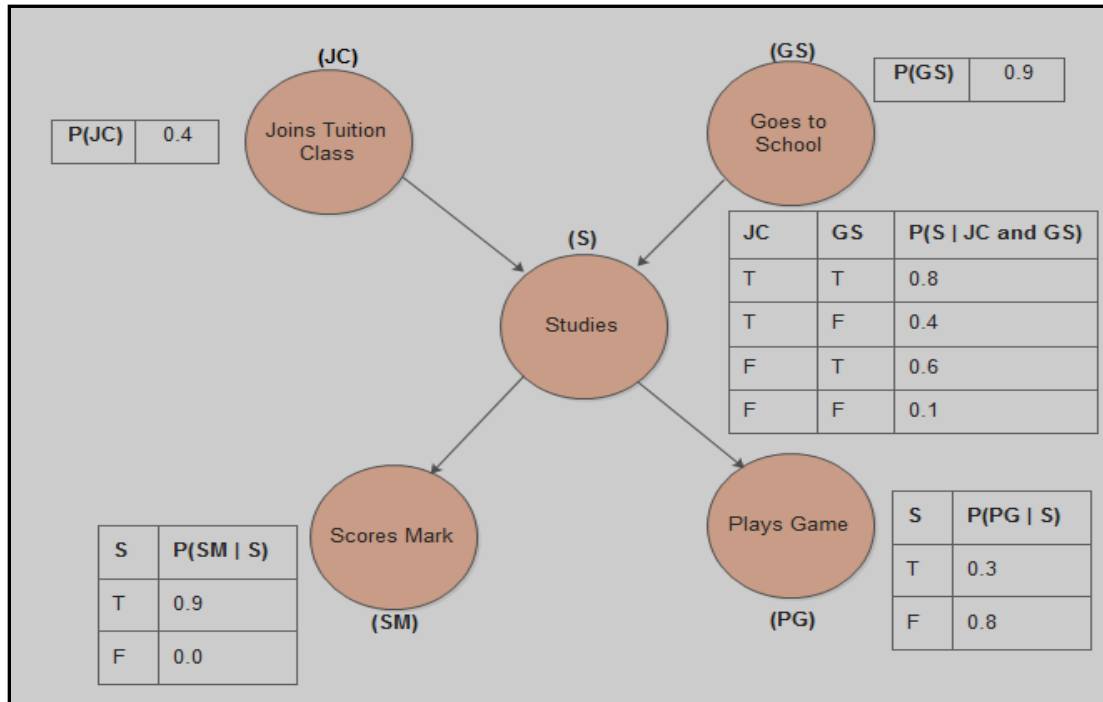 (JC)
(GS)
P(JC) 0.4
Joins Tuition
Class
Goes to
School
P(GS) 0.9
(S)
Studies
JC GS P(S | JC and GS)
T T 0.8
T F 0.4
F T 0.6
F F 0.1
Scores Mark
(SM)
Plays Game
(PG)
S P(SM | S)
T 0.9
F 0.0
S P(PG | S)
T 0.3
F 0.8